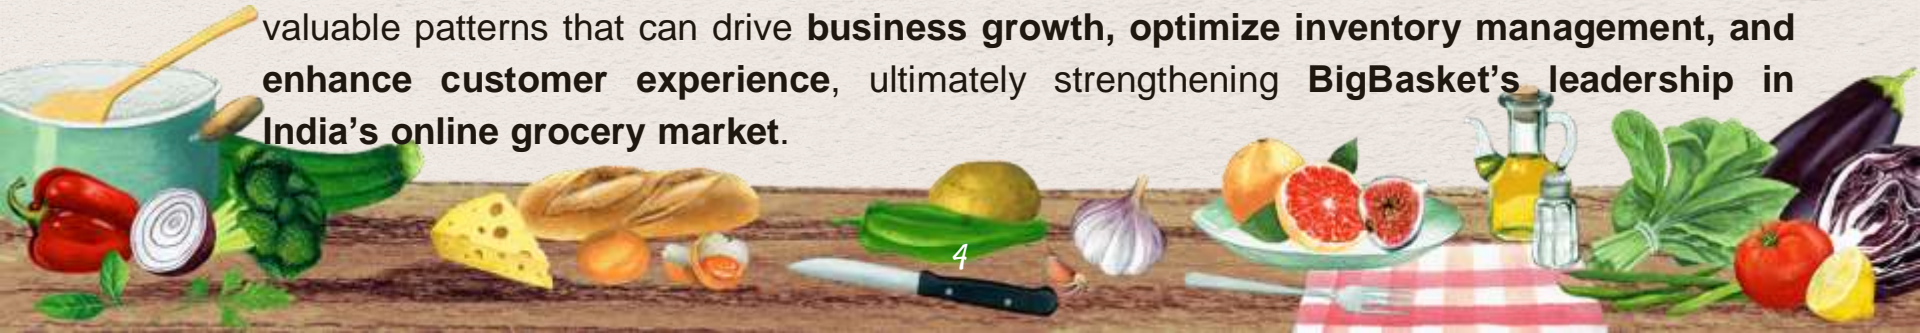 valuable patterns that can drive business growth, optimize inventory management, and
enhance customer experience, ultimately strengthening BigBasket’s leadership in
India’s online grocery market.
4